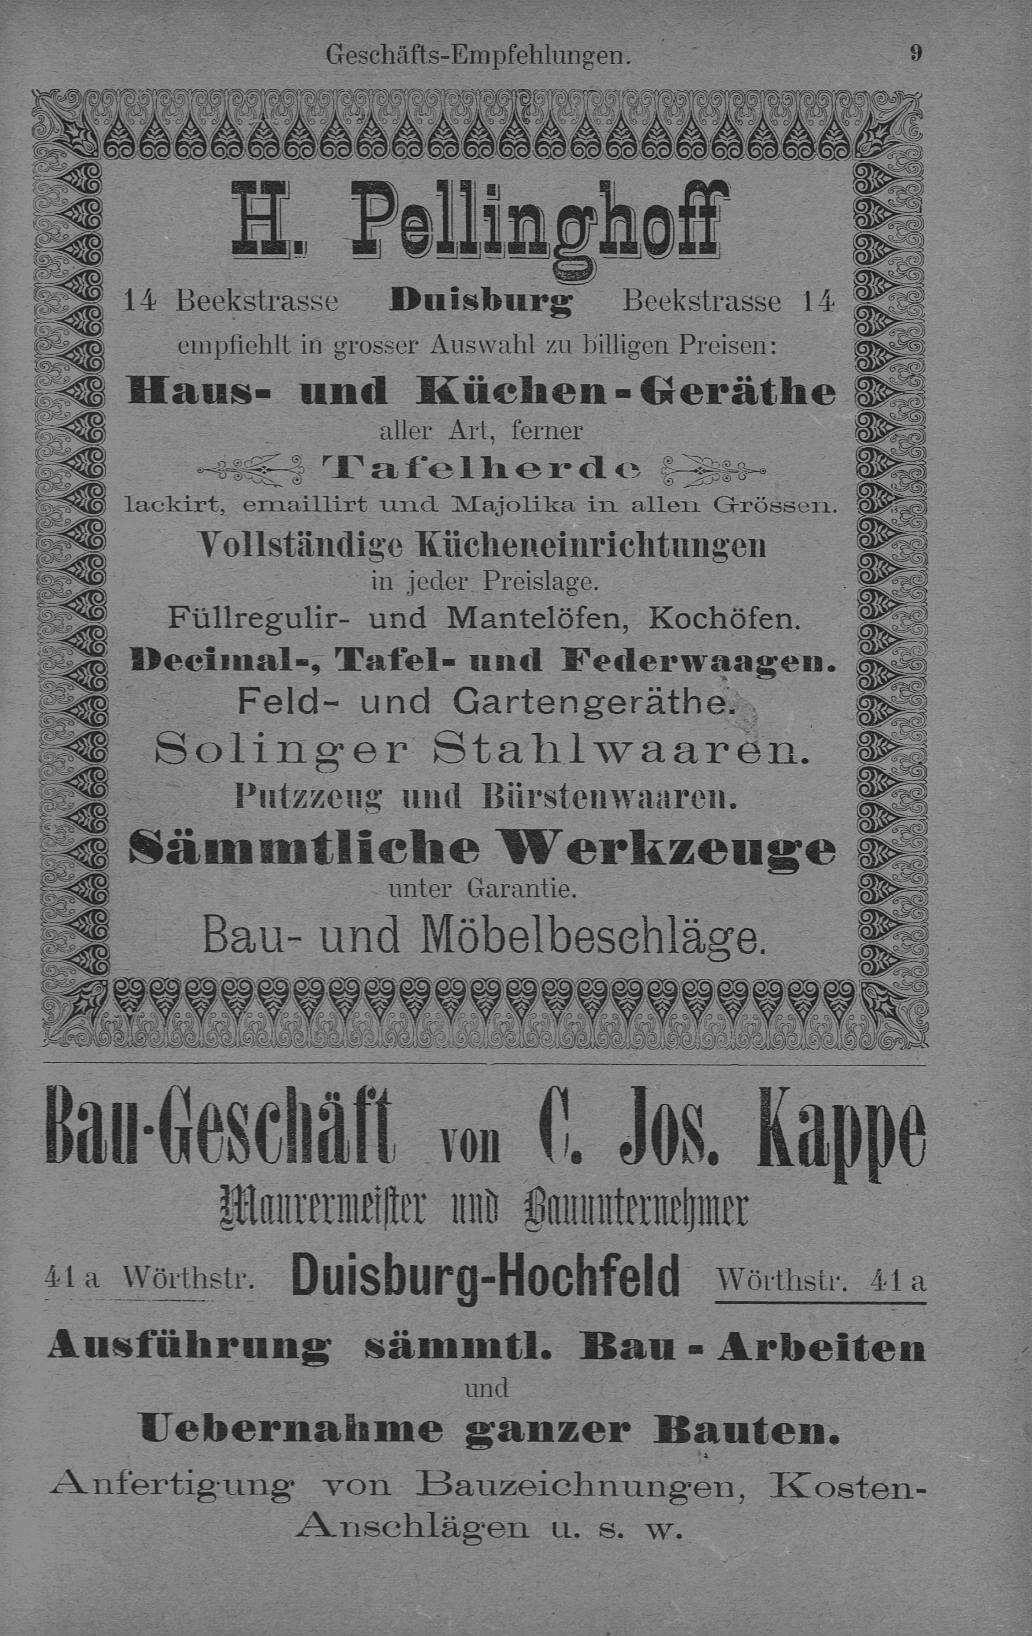 Geschäfts-Empfehlungen. 9
H. Pellinghoff
14 Beekstrasse Duisburg Beekstrasse 14
empfiehlt in grosser Auswahl zu billigen Preisen:
Haus- und Küchen-Geräthe
aller Art, ferner
Tafelherde
lackirt, emaillirt und Majolika in allen Grössen.
Vollständige Kücheneinrichtungen
in jeder Preislage.
Füllregulir- und Mantelöfen, Kochöfen.
Decimal-, Tafel- und Federwaagen.
Feld- und Gartengeräthe.
Solinger Stahlwaaren.
Putzzeug und Bürstenwaaren.
Sämmtliche Werkzeuge
unter Garantie.
Bau- und Möbelbeschläge.
Bau-Geschäft von C. Jos. Kappe
Maurermeister und Bauunternehmer
41a Wörthstr. Duisburg-Hochfeld Wörthstr. 41a
Ausführung sämmtl. Bau-Arbeiten
und
Uebernahme ganzer Bauten.
Anfertigung von Bauzeichnungen, Kosten-
Anschlägen u. s. w.